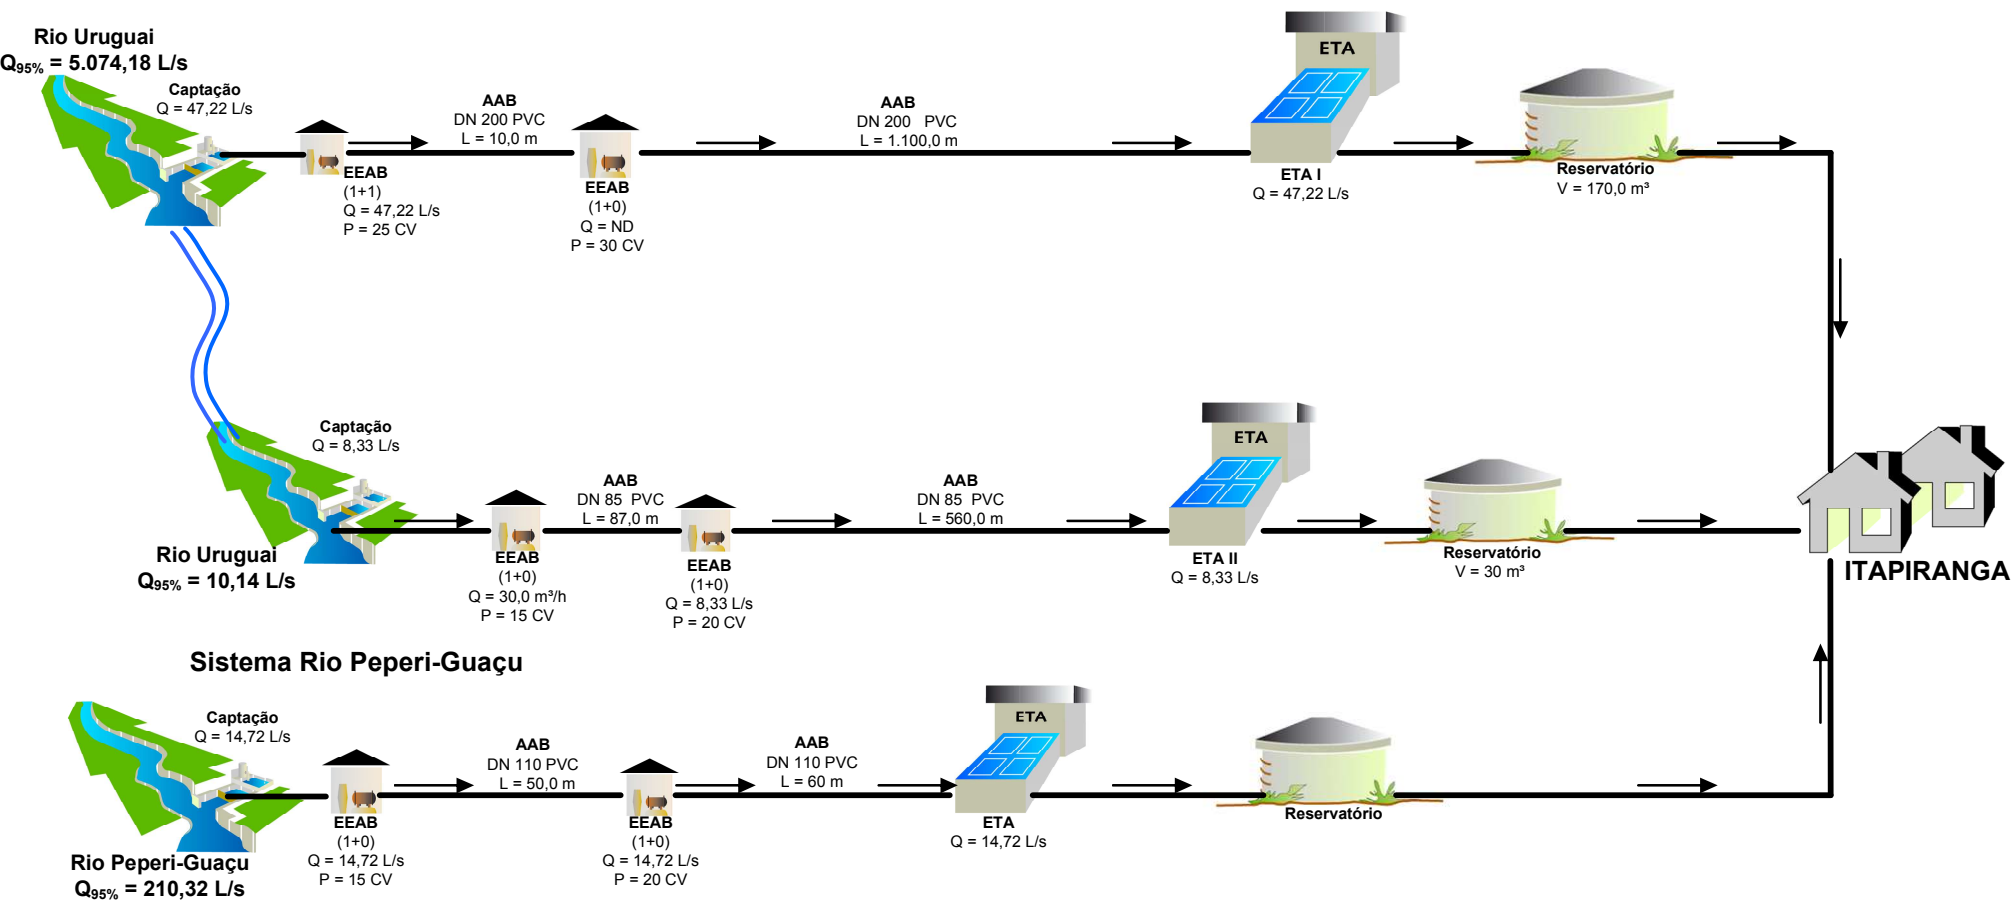 Rio Uruguai
Q95% = 5.074,18 L/s
Captação
Q = 47,22 L/s
EEAB
(1+1)
Q = 47,22 L/s
P = 25 CV
AAB
DN 200 PVC
L = 10,0 m
EEAB
(1+0)
Q = ND
P = 30 CV
AAB
DN 200 PVC
L = 1.100,0 m
ETA
ETA I
Q = 47,22 L/s
Reservatório
V = 170,0 m³
Rio Uruguai
Q95% = 10,14 L/s
Captação
Q = 8,33 L/s
EEAB
(1+0)
Q = 30,0 m³/h
P = 15 CV
AAB
DN 85 PVC
L = 87,0 m
EEAB
(1+0)
Q = 8,33 L/s
P = 20 CV
AAB
DN 85 PVC
L = 560,0 m
ETA
ETA II
Q = 8,33 L/s
Reservatório
V = 30 m³
ITAPIRANGA
Sistema Rio Peperi-Guaçu
Rio Peperi-Guaçu
Q95% = 210,32 L/s
Captação
Q = 14,72 L/s
EEAB
(1+0)
Q = 14,72 L/s
P = 15 CV
AAB
DN 110 PVC
L = 50,0 m
EEAB
(1+0)
Q = 14,72 L/s
P = 20 CV
AAB
DN 110 PVC
L = 60 m
ETA
ETA
Q = 14,72 L/s
Reservatório